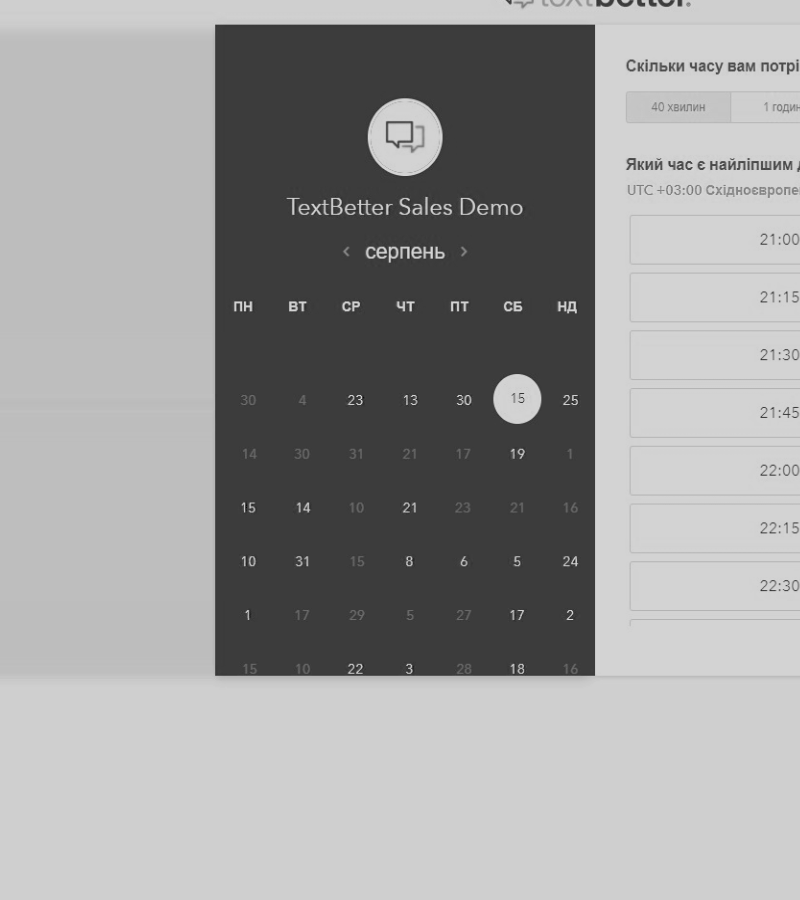 textbetter.
TextBetter Sales Demo
< серпень >
ПН ВТ СР ЧТ ПТ СБ НД
30 4 23 13 30 15 25
14 30 31 21 17 19 1
15 14 10 21 23 21 16
10 31 15 8 6 5 24
1 17 29 5 27 17 2
15 10 22 3 28 18 16
Скільки часу вам потрі
40 хвилин 1 годин
Який час є найліпшим д
UTC +03:00 Східноєвропе
21:00
21:15
21:30
21:45
22:00
22:15
22:30